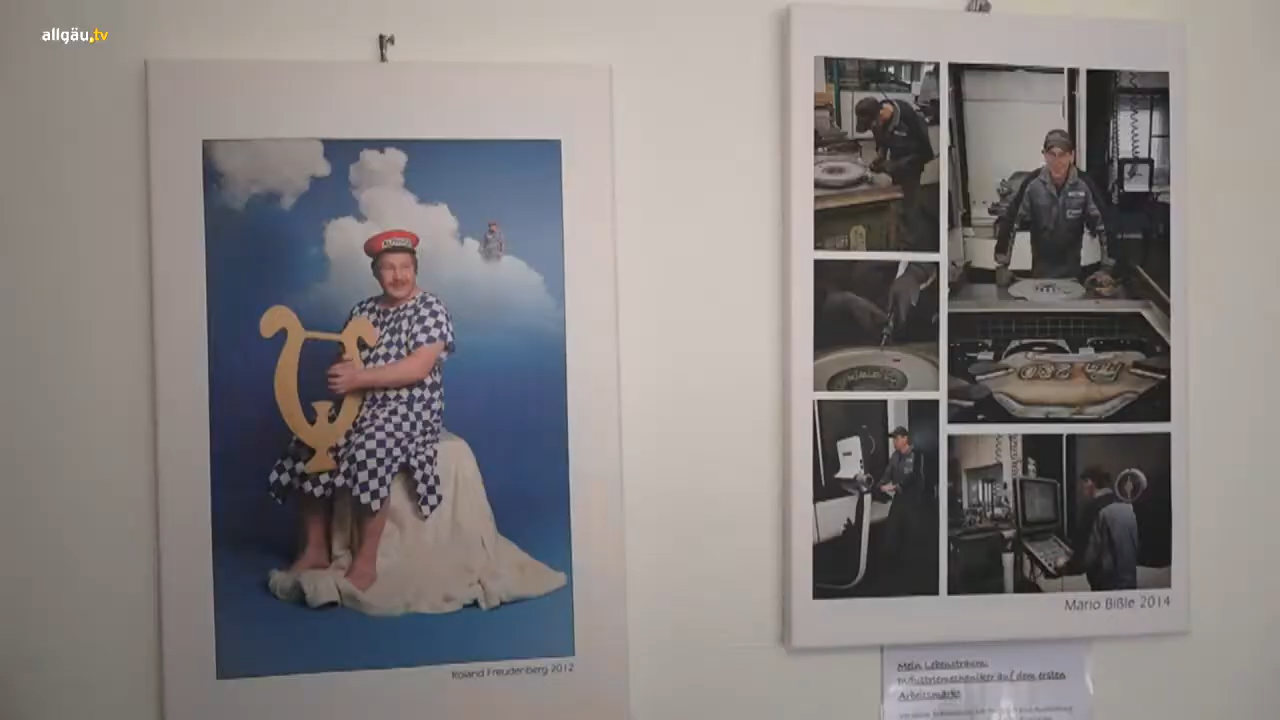 allgäu.tv
Roland Freudenberg 2012
Mario Bißle 2014
Mein Lebenstraum:
Industriemechaniker auf dem ersten
Arbeitsmarkt